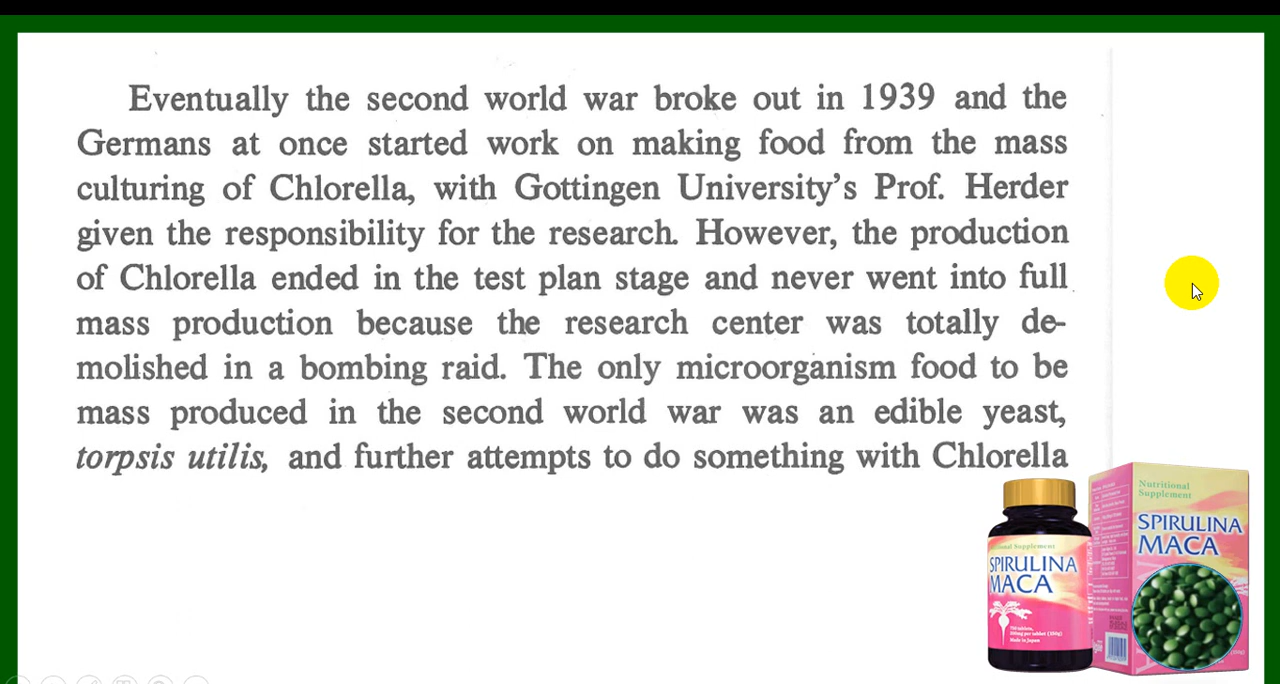 Eventually the second world war broke out in 1939 and the
Germans at once started work on making food from the mass
culturing of Chlorella, with Gottingen University's Prof. Herder
given the responsibility for the research. However, the production
of Chlorella ended in the test plan stage and never went into full
mass production because the research center was totally de-
molished in a bombing raid. The only microorganism food to be
mass produced in the second world war was an edible yeast,
torpsis utilis, and further attempts to do something with Chlorella
Nutritional
Supplement
SPIRULINA
MACA
Supplement
SPIRULINA
MACA
Made in Japan